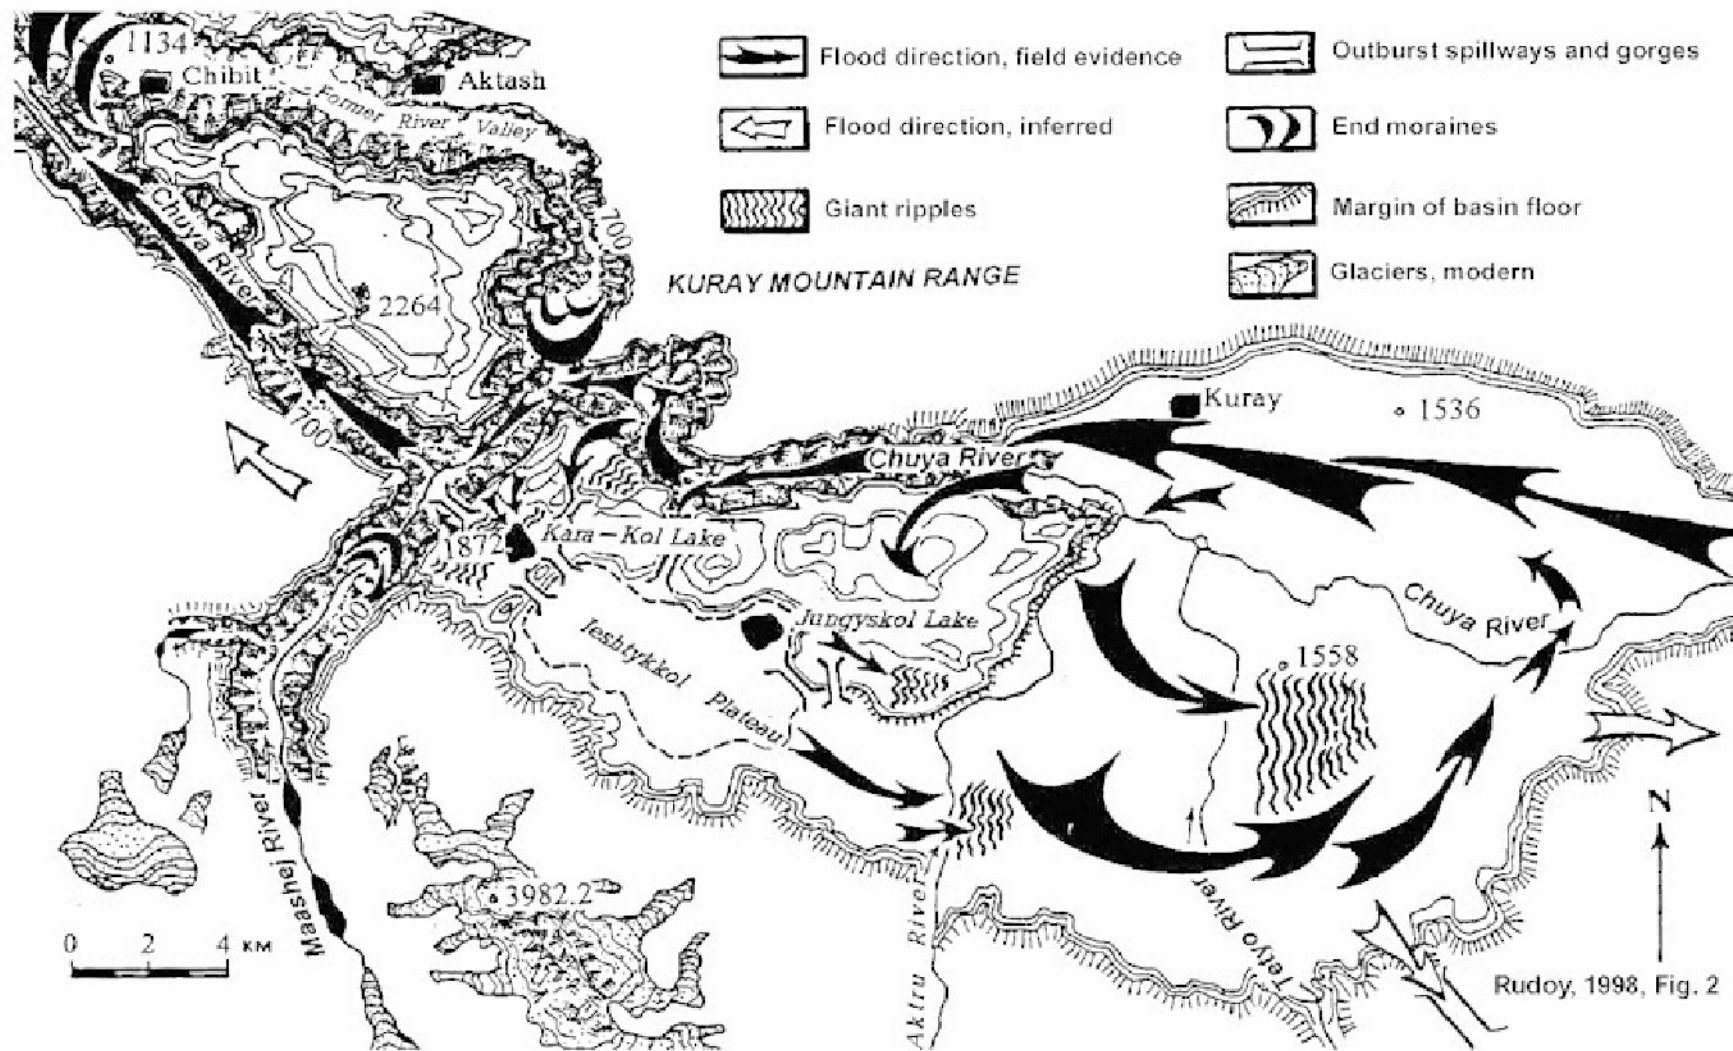 1134
Chibit
Aktash
Former River Valley
Flood direction, field evidence
Outburst spillways and gorges
Flood direction, inferred
End moraines
Giant ripples
Margin of basin floor
Glaciers, modern
KURAY MOUNTAIN RANGE
Chuya River
700
2264
700
Kuray
1536
Chuya River
1872
Kara-Kol Lake
Jungyskol Lake
Ieshtykkol Plateau
500
Chuya River
1558
Maashej River
3982.2
Aktru River
Tetyo River
0 2 4 км
N
Rudoy, 1998, Fig. 2